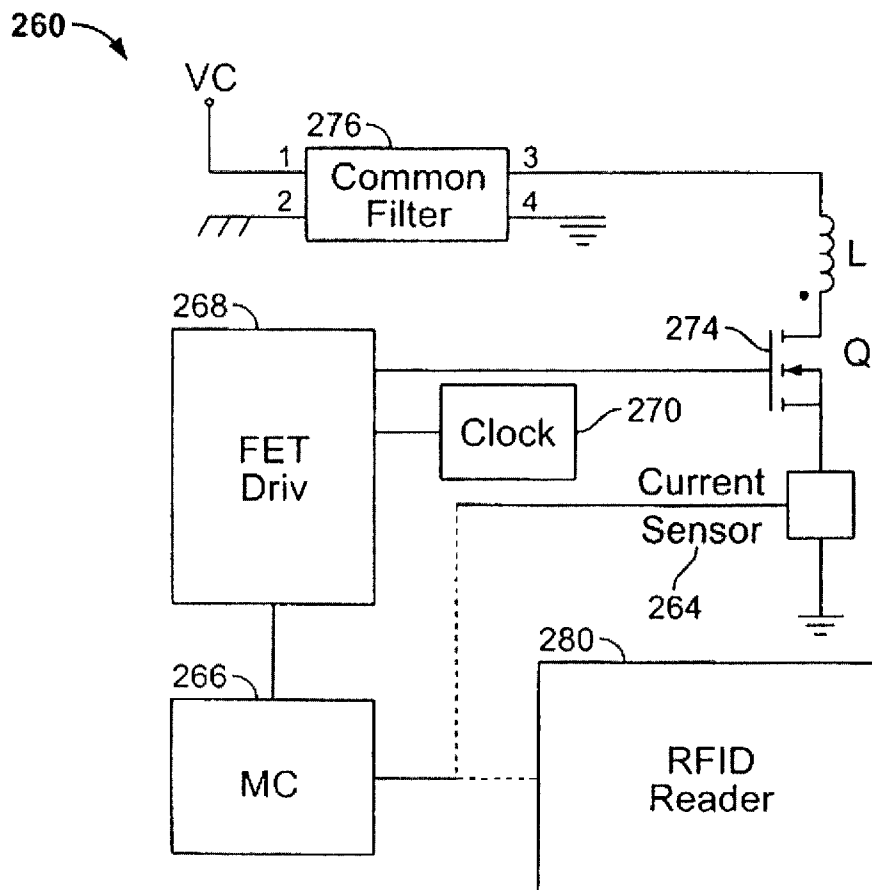 260
VC
276
1
3
Common
2
4
Filter
L
268
274
Q
Clock
270
FET
Driv
Current
Sensor
264
280
266
MC
RFID
Reader